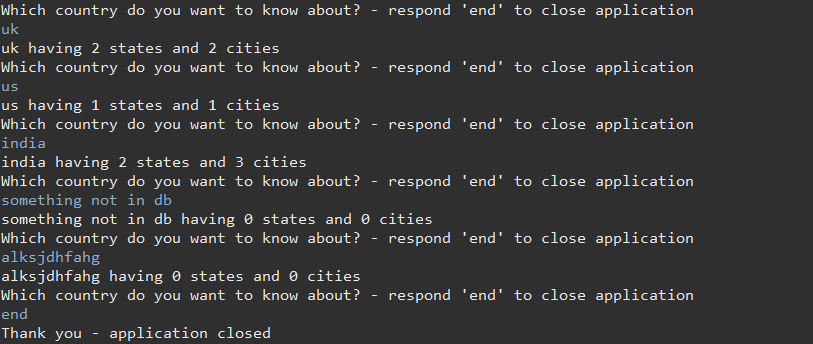 Which country do you want to know about? - respond 'end' to close application
uk
uk having 2 states and 2 cities
Which country do you want to know about? - respond 'end' to close application
us
us having 1 states and 1 cities
Which country do you want to know about? - respond 'end' to close application
india
india having 2 states and 3 cities
Which country do you want to know about? - respond 'end' to close application
something not in db
something not in db having 0 states and 0 cities
Which country do you want to know about? - respond 'end' to close application
alksjdhfahg
alksjdhfahg having 0 states and 0 cities
Which country do you want to know about? - respond 'end' to close application
end
Thank you - application closed